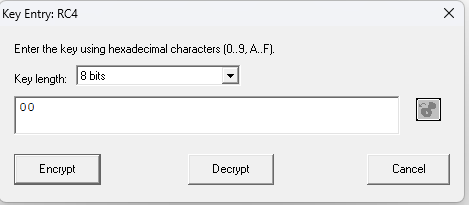 Key Entry: RC4
Enter the key using hexadecimal characters (0..9, A..F).
Key length: 8 bits
00
Encrypt Decrypt Cancel